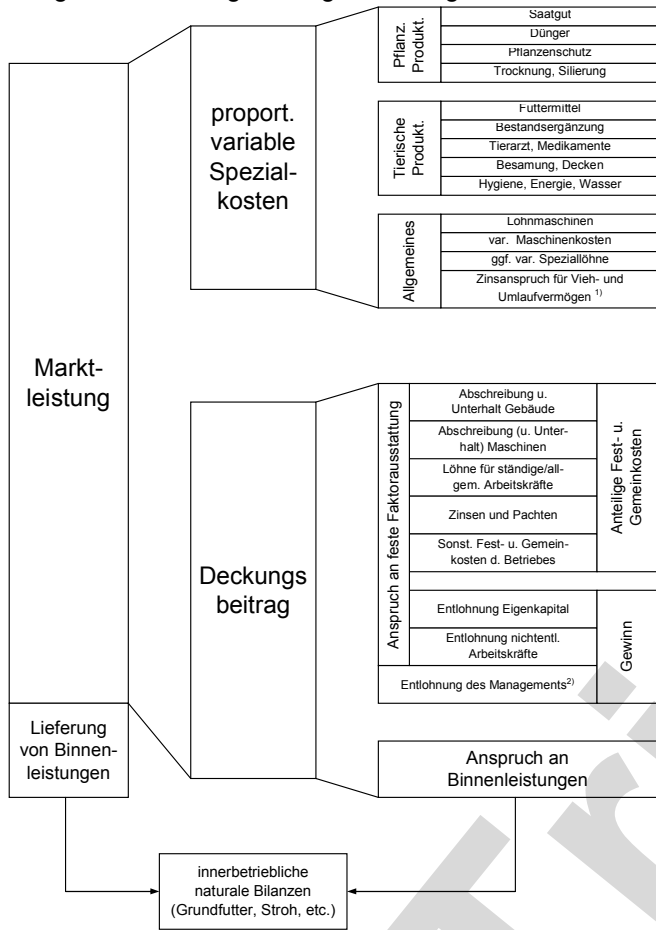 Saatgut
Dünger
Pflanzenschutz
Trocknung, Silierung
Pflanz.
Produkt.
Futtermittel
Bestandsergänzung
Tierarzt, Medikamente
Besamung, Decken
Hygiene, Energie, Wasser
Tierische
Produkt.
Lohnmaschinen
var. Maschinenkosten
ggf. var. Speziallöhne
Zinsanspruch für Vieh- und
Umlaufvermögen 1)
Allgemeines
proport.
variable
Spezial-
kosten
Markt-
leistung
Abschreibung u.
Unterhalt Gebäude
Abschreibung (u. Unter-
halt) Maschinen
Löhne für ständige/all-
gem. Arbeitskräfte
Zinsen und Pachten
Sonst. Fest- u. Gemein-
kosten d. Betriebes
Anteilige Fest- u.
Gemeinkosten
Anspruch an feste Faktorausstattung
Deckungs
beitrag
Entlohnung Eigenkapital
Entlohnung nichtentl.
Arbeitskräfte
Gewinn
Entlohnung des Managements2)
Lieferung
von Binnen-
leistungen
Anspruch an
Binnenleistungen
innerbetriebliche
naturale Bilanzen
(Grundfutter, Stroh, etc.)